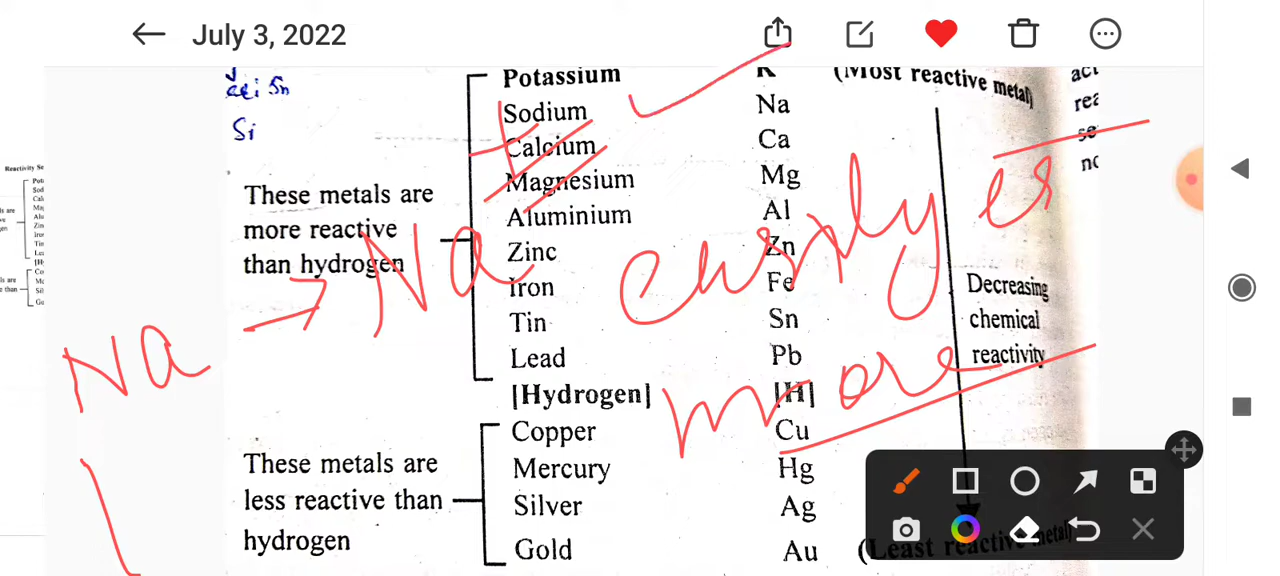 July 3, 2022
Potassium K (Most reactive metal)
Sodium Na
Calcium Ca
Magnesium Mg
Aluminium Al
Zinc Zn
Iron Fe
Tin Sn
Lead Pb
[Hydrogen] [H]
Copper Cu
Mercury Hg
Silver Ag
Gold Au (Least reactive metal)
These metals are
more reactive
than hydrogen
These metals are
less reactive than
hydrogen
Decreasing
chemical
reactivity
Si
Na
Na
more